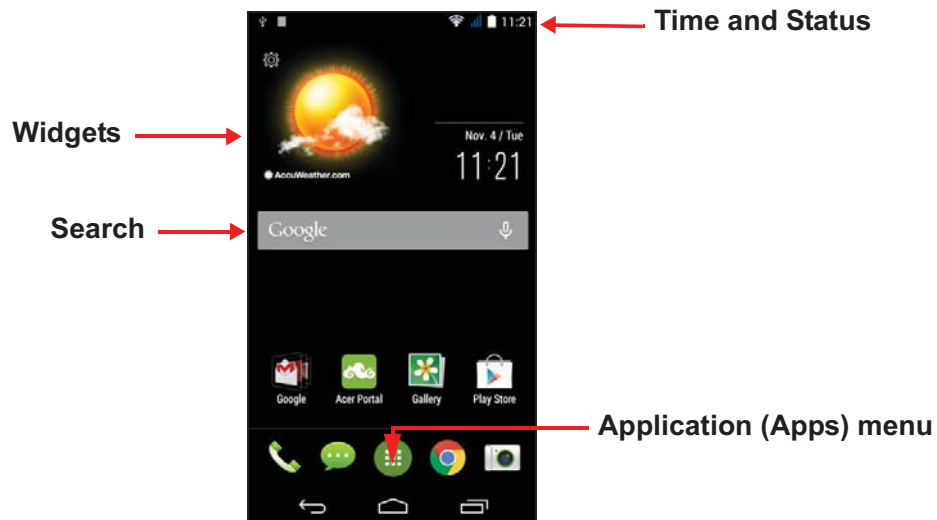 11:21
Time and Status
Widgets
Nov. 4 / Tue
11:21
AccuWeather.com
Search
Google
Google
Acer Portal
Gallery
Play Store
Application (Apps) menu